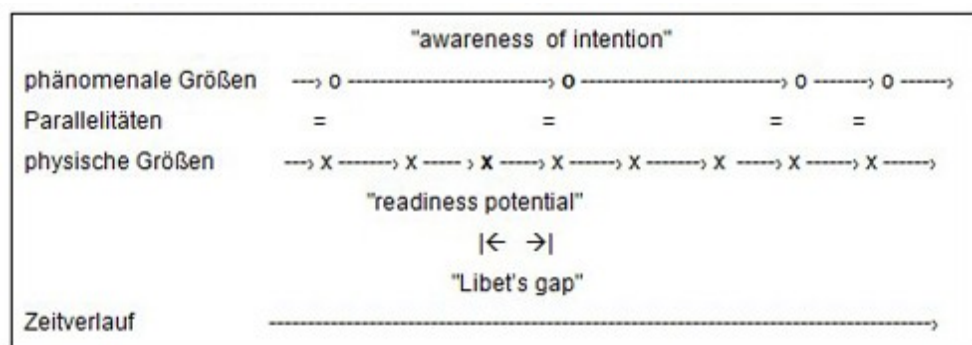 "awareness of intention"
phänomenale Größen ---> o ----------------------------> o ---------------------------> o -------> o ------->
Parallelitäten = = = =
physische Größen ---> x -------> x ----- > x -----> x -------> x -------> x -----> x -------> x ------>
"readiness potential"
|← →|
"Libet's gap"
Zeitverlauf ----------------------------------------------------------------------------------->